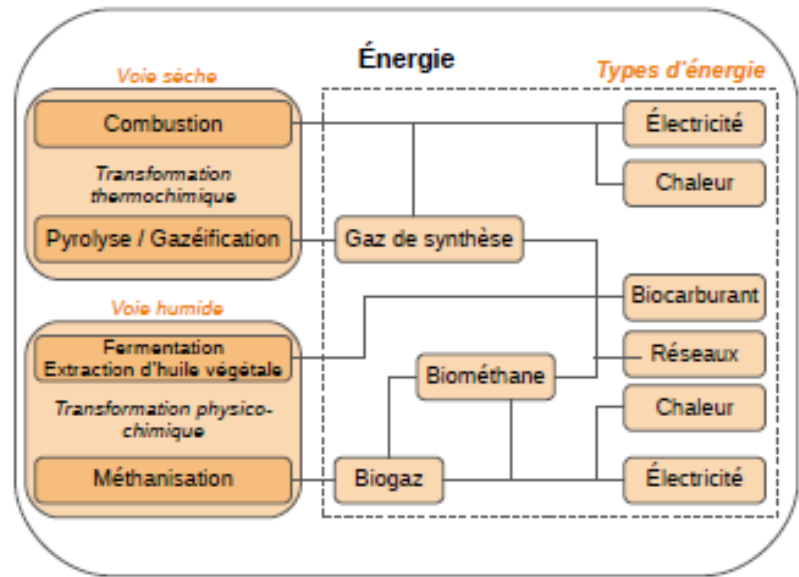 Énergie
Voie sèche
Types d'énergie
Combustion
Électricité
Transformation
thermochimique
Chaleur
Pyrolyse / Gazéification
Gaz de synthèse
Voie humide
Biocarburant
Fermentation
Extraction d'huile végétale
Réseaux
Biométhane
Transformation physico-
chimique
Chaleur
Méthanisation
Biogaz
Électricité